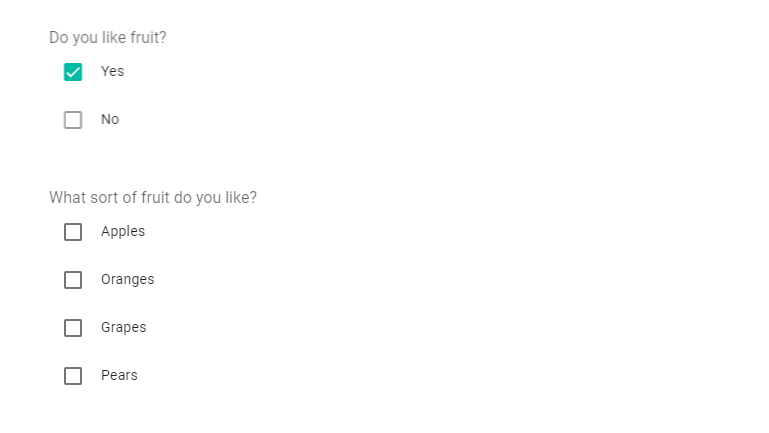 Do you like fruit?
Yes
No
What sort of fruit do you like?
Apples
Oranges
Grapes
Pears